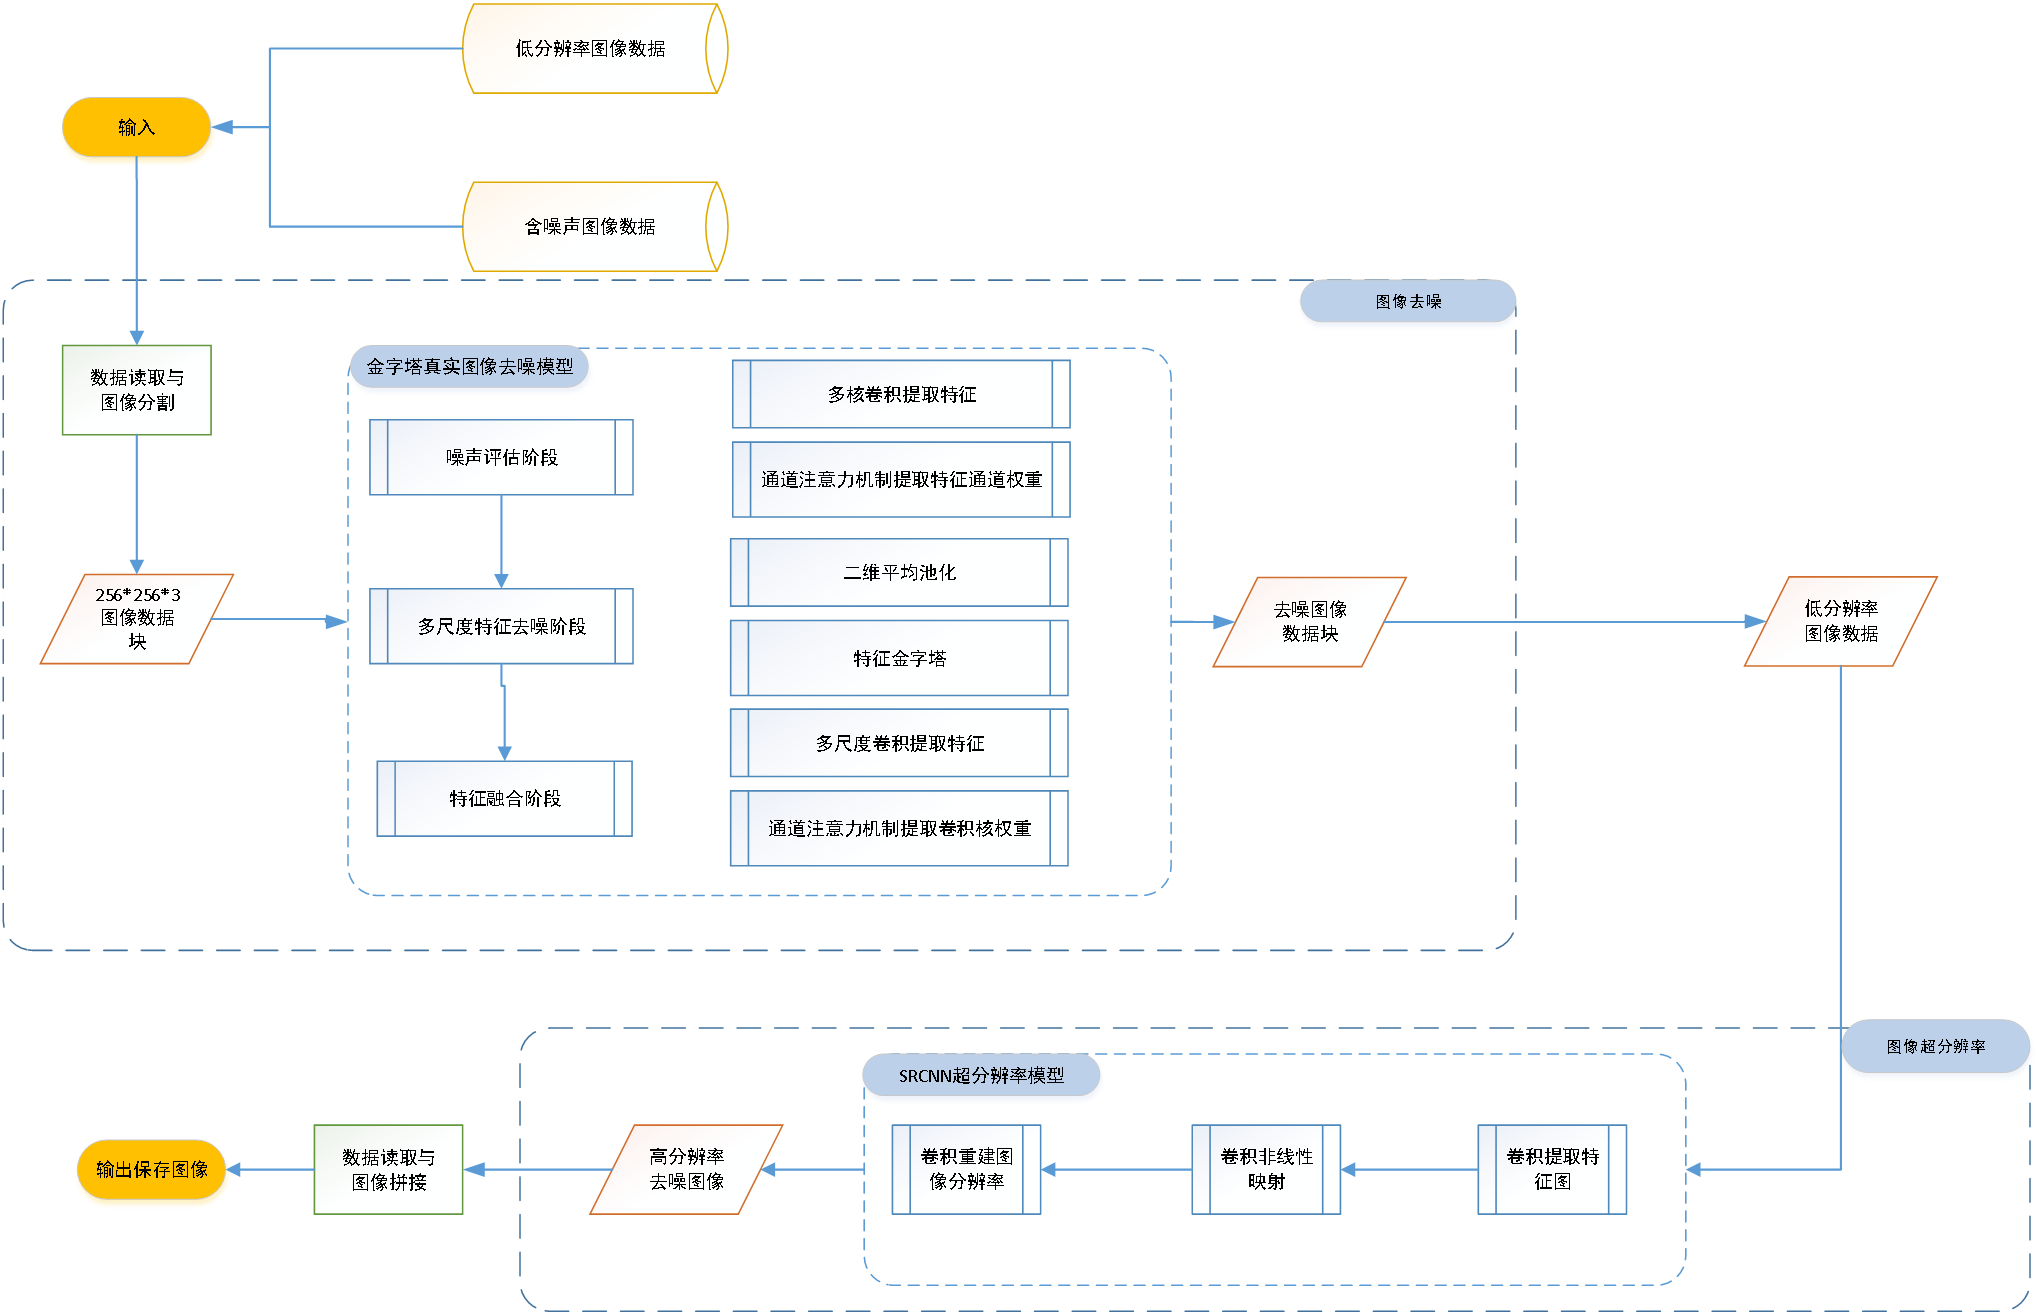 低分辨率图像数据
输入
含噪声图像数据
图像去噪
金字塔真实图像去噪模型
数据读取与
图像分割
多核卷积提取特征
噪声评估阶段
通道注意力机制提取特征通道权重
二维平均池化
256*256*3
图像数据
块
多尺度特征去噪阶段
去噪图像
数据块
低分辨率
图像数据
特征金字塔
多尺度卷积提取特征
特征融合阶段
通道注意力机制提取卷积核权重
图像超分辨率
SRCNN超分辨率模型
输出保存图像
数据读取与
图像拼接
高分辨率
去噪图像
卷积重建图
像分辨率
卷积非线性
映射
卷积提取特
征图